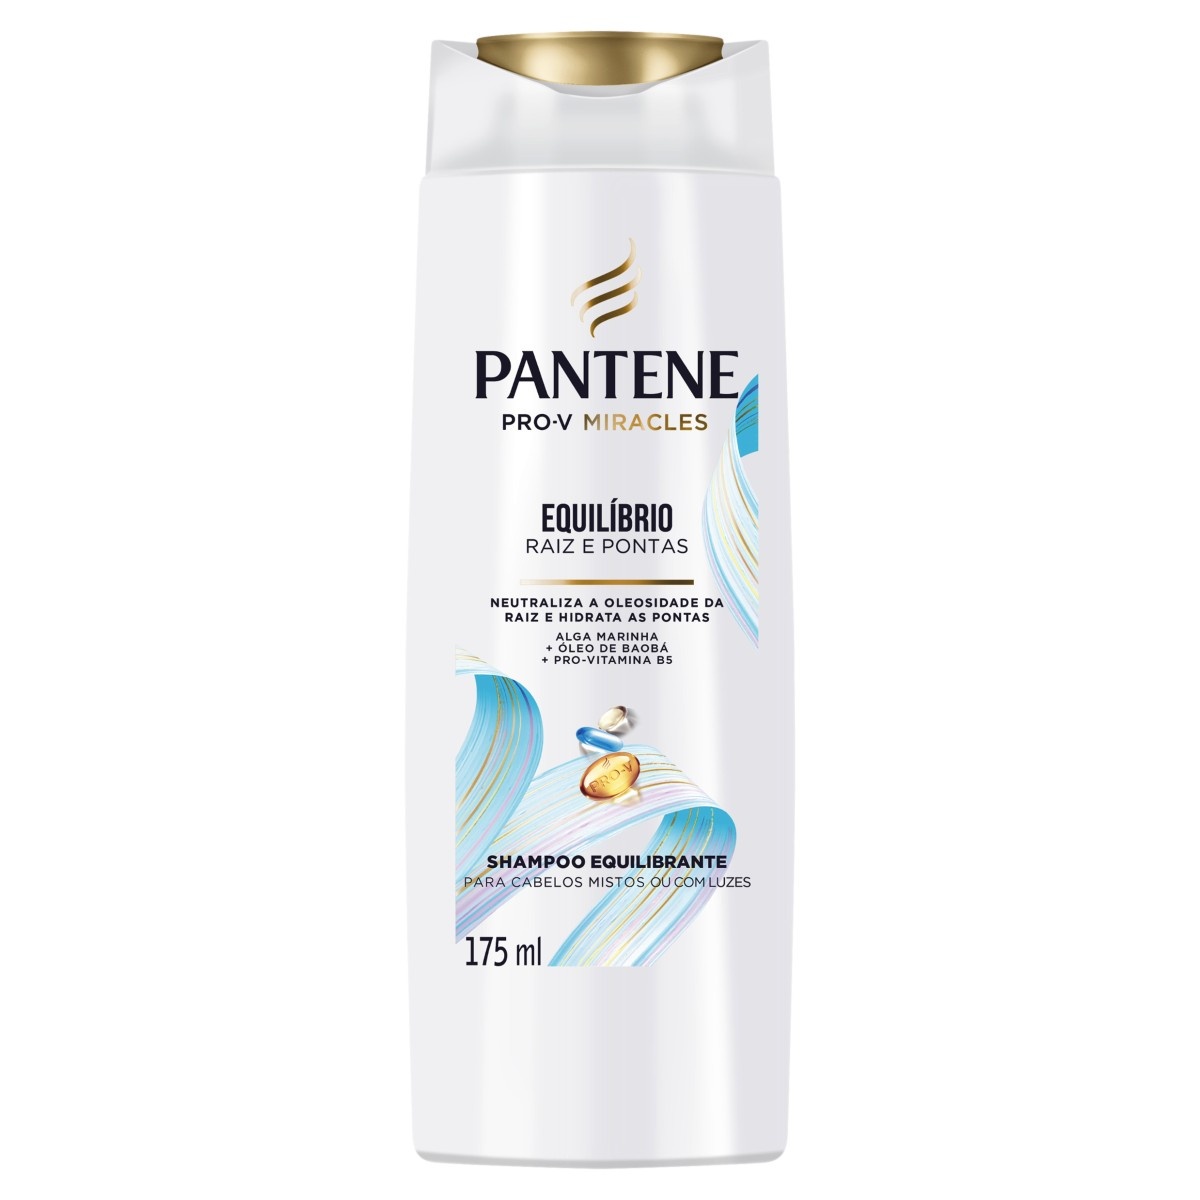 PANTENE
PRO-V MIRACLES
EQUILÍBRIO
RAIZ E PONTAS
NEUTRALIZA A OLEOSIDADE DA
RAIZ E HIDRATA AS PONTAS
ALGA MARINHA
+ ÓLEO DE BAOBÁ
+ PRO-VITAMINA B5
PRO-V
SHAMPOO EQUILIBRANTE
PARA CABELOS MISTOS OU COM LUZES
175 ml